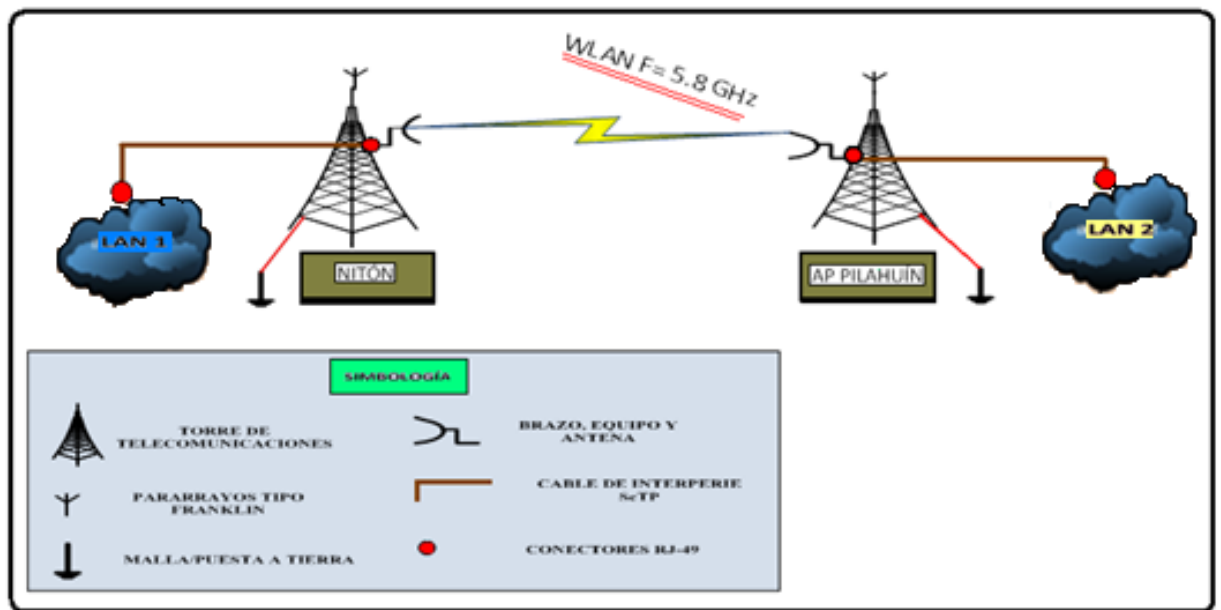 WLAN F= 5.8 GHz
LAN 1
LAN 2
NITÓN
AP PILAHUÍN
SIMBOLOGÍA
TORRE DE
TELECOMUNICACIONES
BRAZO, EQUIPO Y
ANTENA
PARARRAYOS TIPO
FRANKLIN
CABLE DE INTERPERIE
ScTP
MALLA/PUESTA A TIERRA
CONECTORES RJ-49